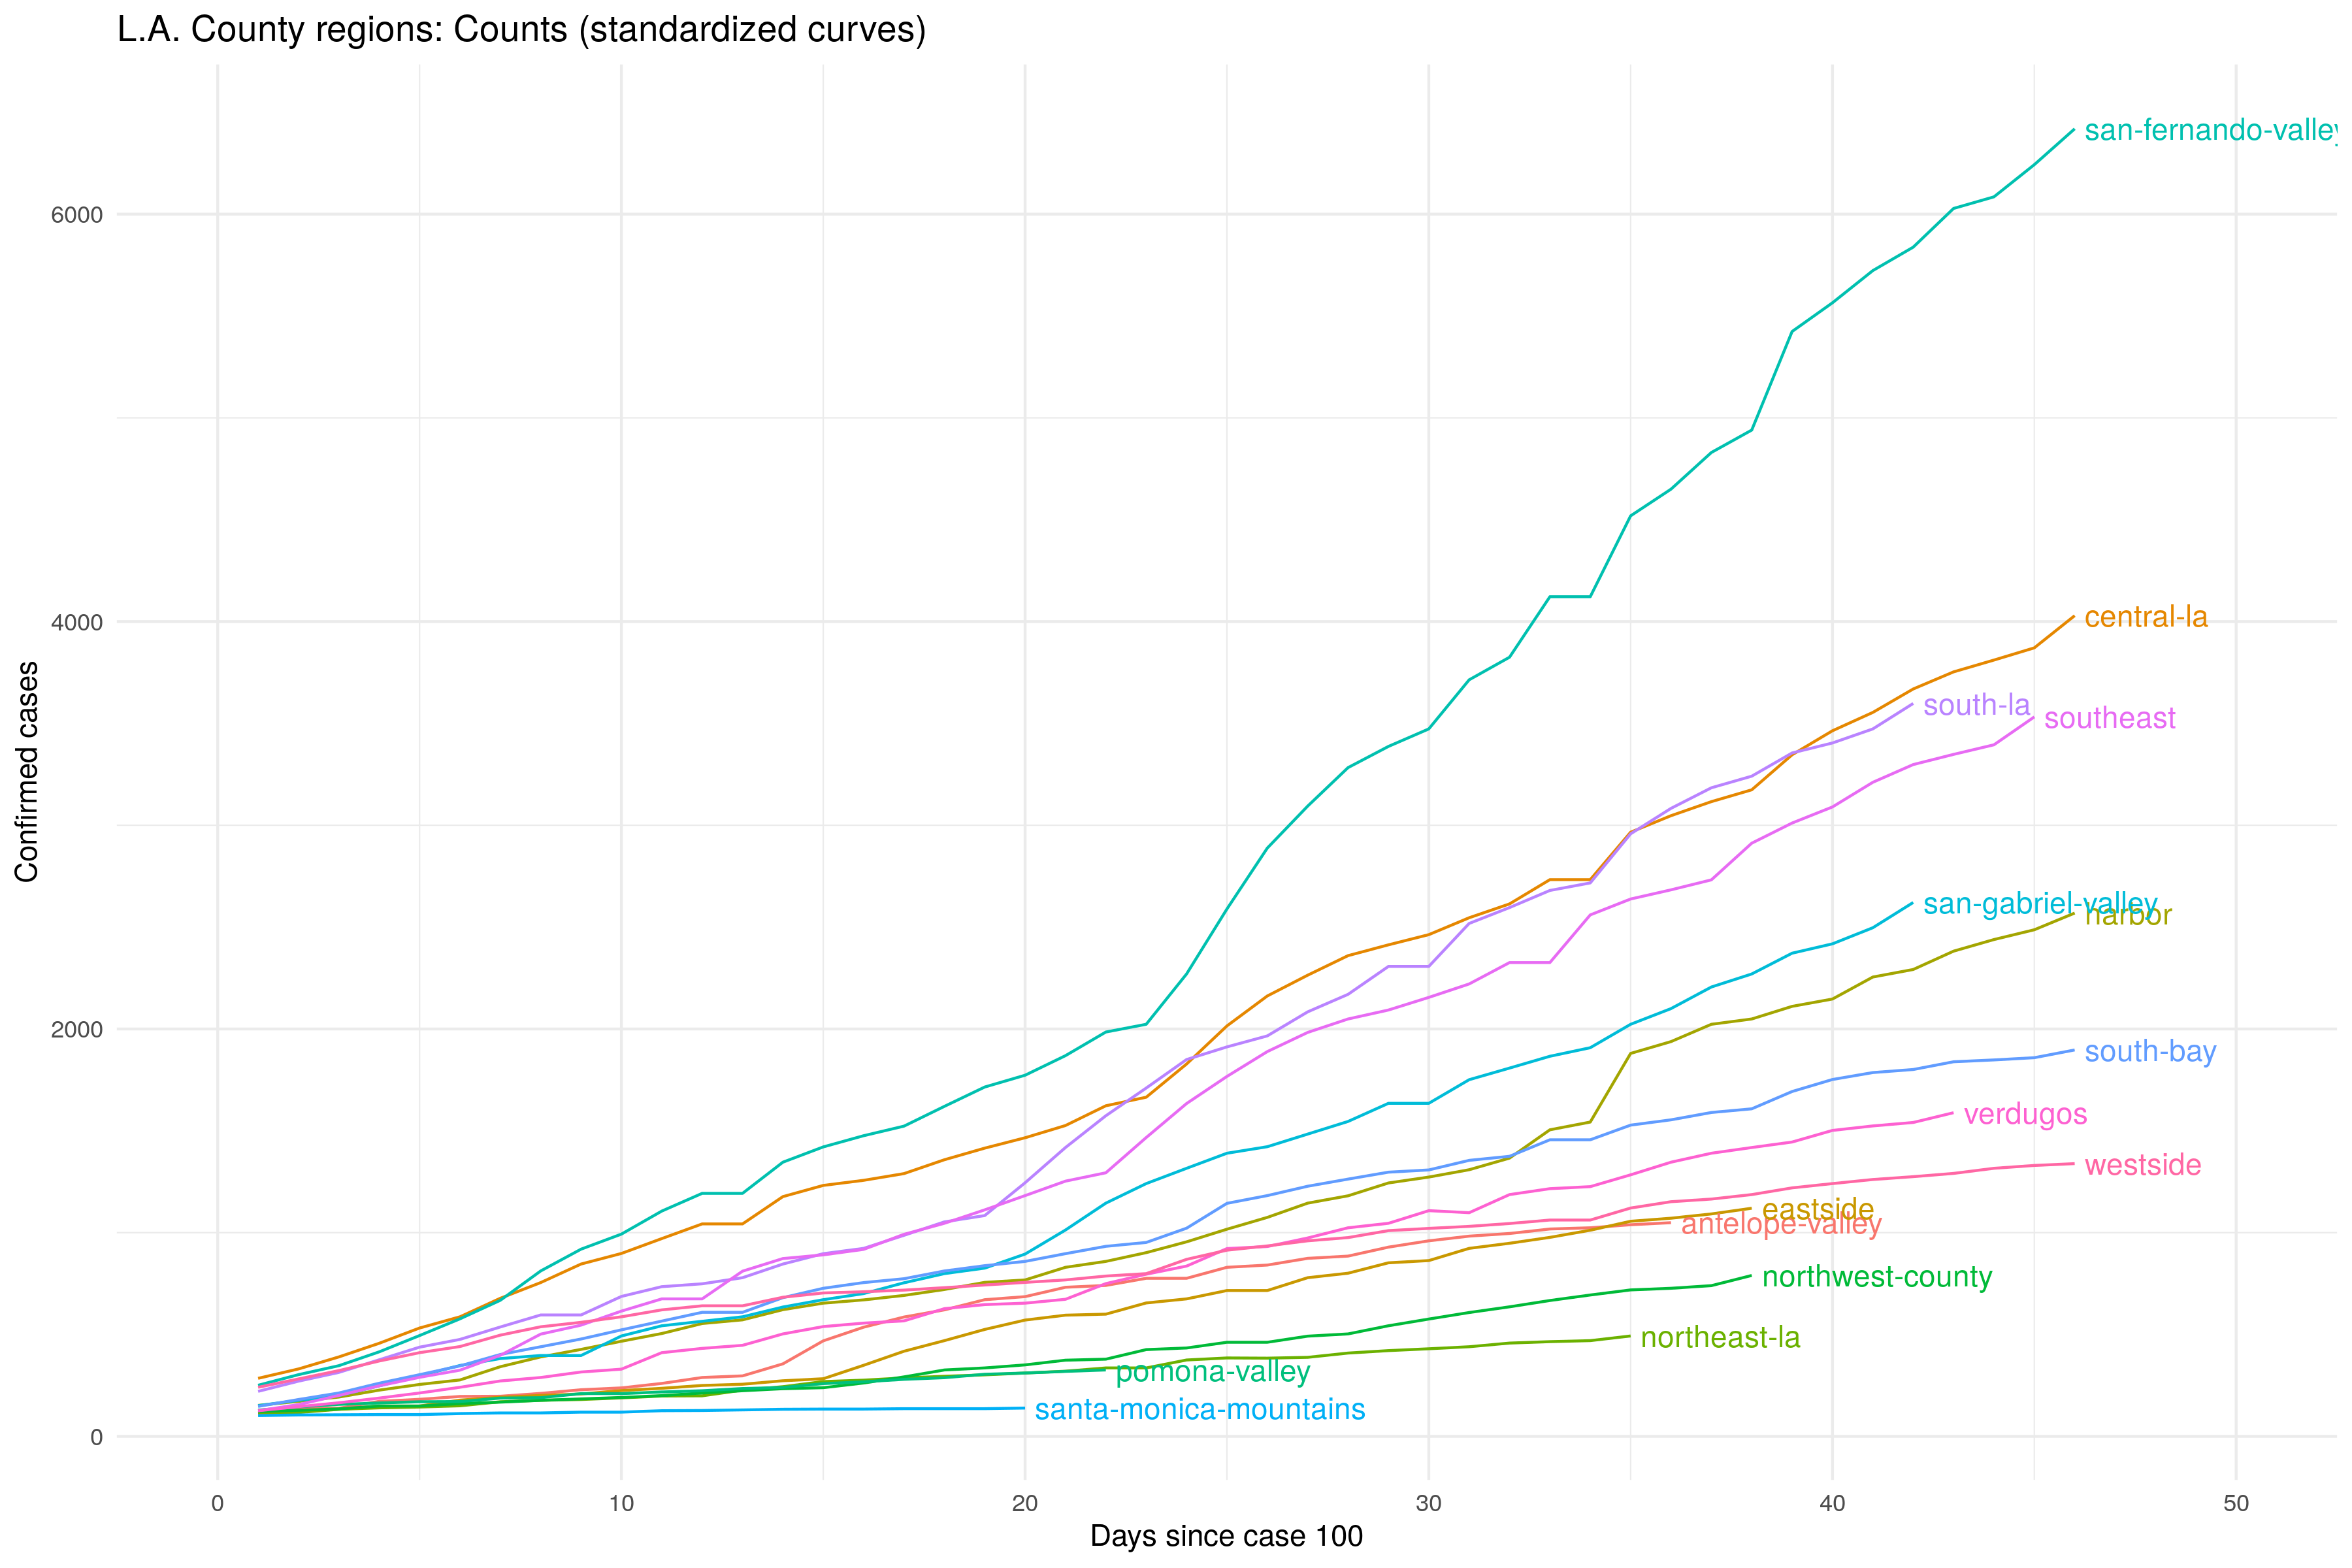 L.A. County regions: Counts (standardized curves)
san-fernando-valley
6000
central-la
4000
south-la
southeast
san-gabriel-valley
harbor
2000
south-bay
verdugos
westside
eastside
antelope-valley
northwest-county
northeast-la
pomona-valley
santa-monica-mountains
0
Confirmed cases
0 10 20 30 40 50
Days since case 100